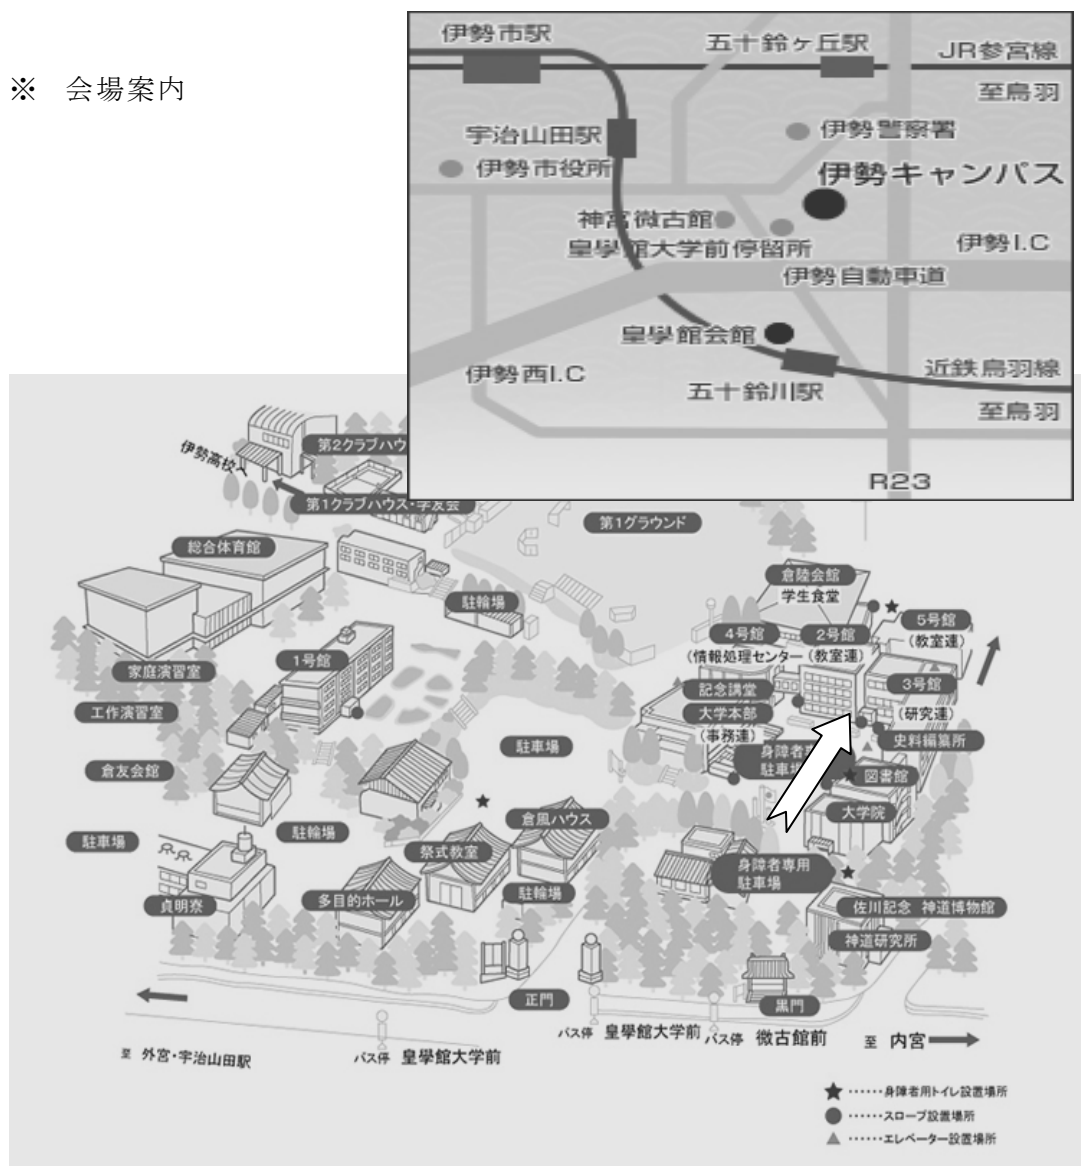 ※ 会場案内
伊勢市駅
五十鈴ヶ丘駅
JR参宮線
至鳥羽
宇治山田駅
伊勢警察署
伊勢市役所
伊勢キャンパス
神宮微古館
皇學館大学前停留所
伊勢I.C
伊勢自動車道
皇學館会館
伊勢西I.C
近鉄鳥羽線
五十鈴川駅
至鳥羽
R23
伊勢高校へ
第2クラブハウ
第1クラブハウス・学友会
第1グラウンド
総合体育館
倉陸会館
学生食堂
駐輪場
5号館
(教室連)
4号館
(情報処理センター
2号館
(教室連)
1号館
家庭演習室
3号館
(研究連)
記念講堂
工作演習室
大学本部
(事務連)
史料編纂所
駐車場
身障者専
駐車場
倉友会館
図書館
大学院
倉風ハウス
駐輪場
駐車場
祭式教室
身障者専用
駐車場
多目的ホール
駐輪場
貞明寮
佐川記念 神道博物館
神道研究所
正門
黒門
バス停 皇學館大学前
バス停 徴古館前
至 内宮
至 外宮・宇治山田駅
バス停 皇學館大学前
★……身障者用トイレ設置場所
●……スロープ設置場所
▲……エレベーター設置場所